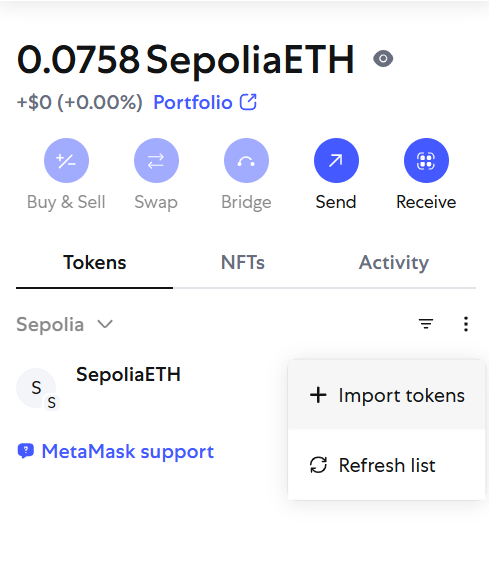 0.0758 SepoliaETH
+$0 (+0.00%) Portfolio
Buy & Sell Swap Bridge Send Receive
Tokens NFTs Activity
Sepolia
S SepoliaETH
S
Import tokens
MetaMask support
Refresh list